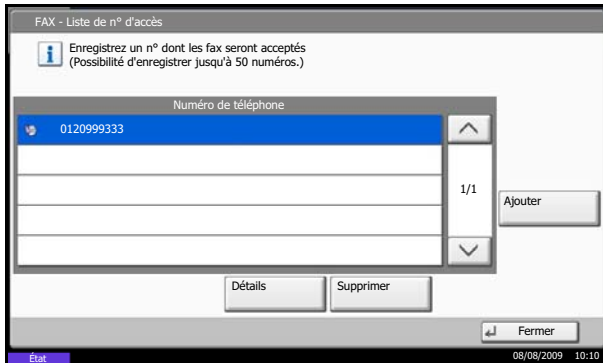 FAX - Liste de n° d'accès
Enregistrez un n° dont les fax seront acceptés
(Possibilité d'enregistrer jusqu'à 50 numéros.)
Numéro de téléphone
0120999333
1/1
Ajouter
Détails
Supprimer
Fermer
État
08/08/2009 10:10